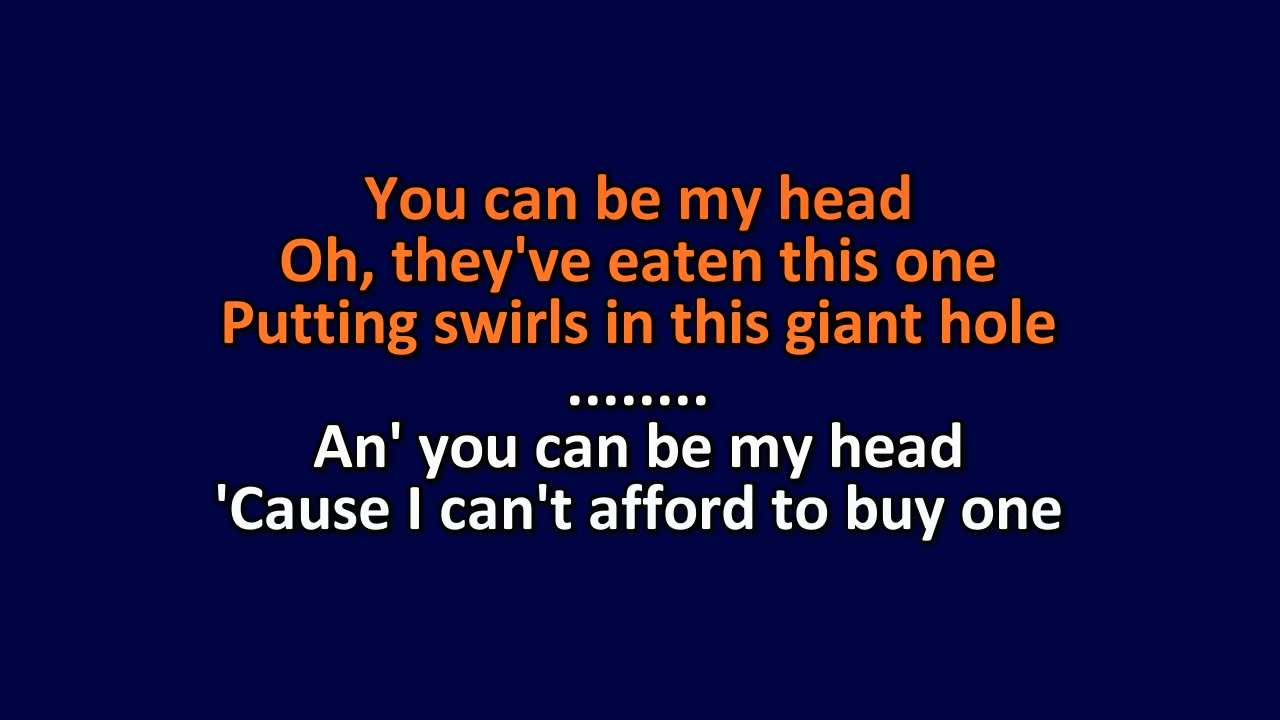 You can be my head
Oh, they've eaten this one
Putting swirls in this giant hole
........
An' you can be my head
'Cause I can't afford to buy one